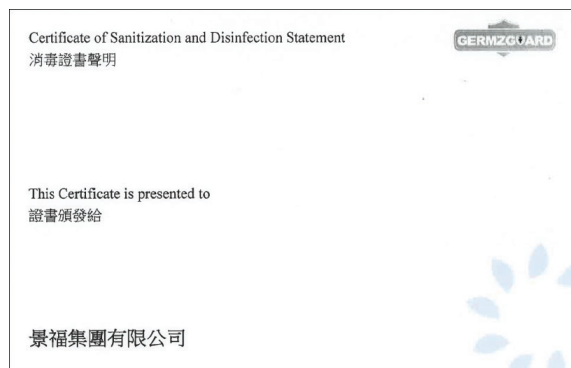 Certificate of Sanitization and Disinfection Statement
GERMZGUARD
消毒證書聲明
This Certificate is presented to
證書頒發給
景福集團有限公司